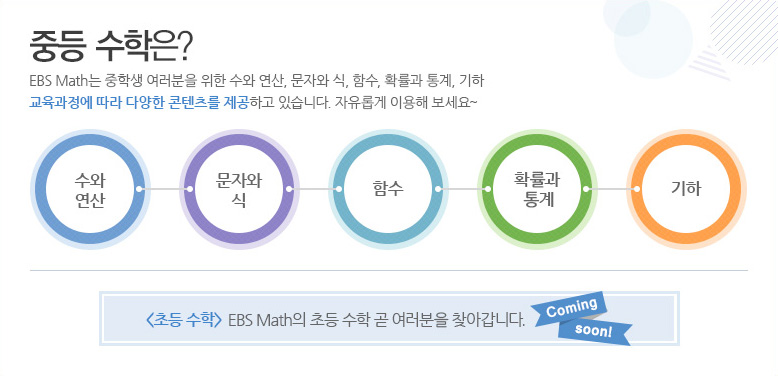 중등 수학은?
EBS Math는 중학생 여러분을 위한 수와 연산, 문자와 식, 함수, 확률과 통계, 기하
교육과정에 따라 다양한 콘텐츠를 제공하고 있습니다. 자유롭게 이용해 보세요~
수와
연산
문자와
식
함수
확률과
통계
기하
<초등 수학> EBS Math의 초등 수학 곧 여러분을 찾아갑니다.
Coming
soon!